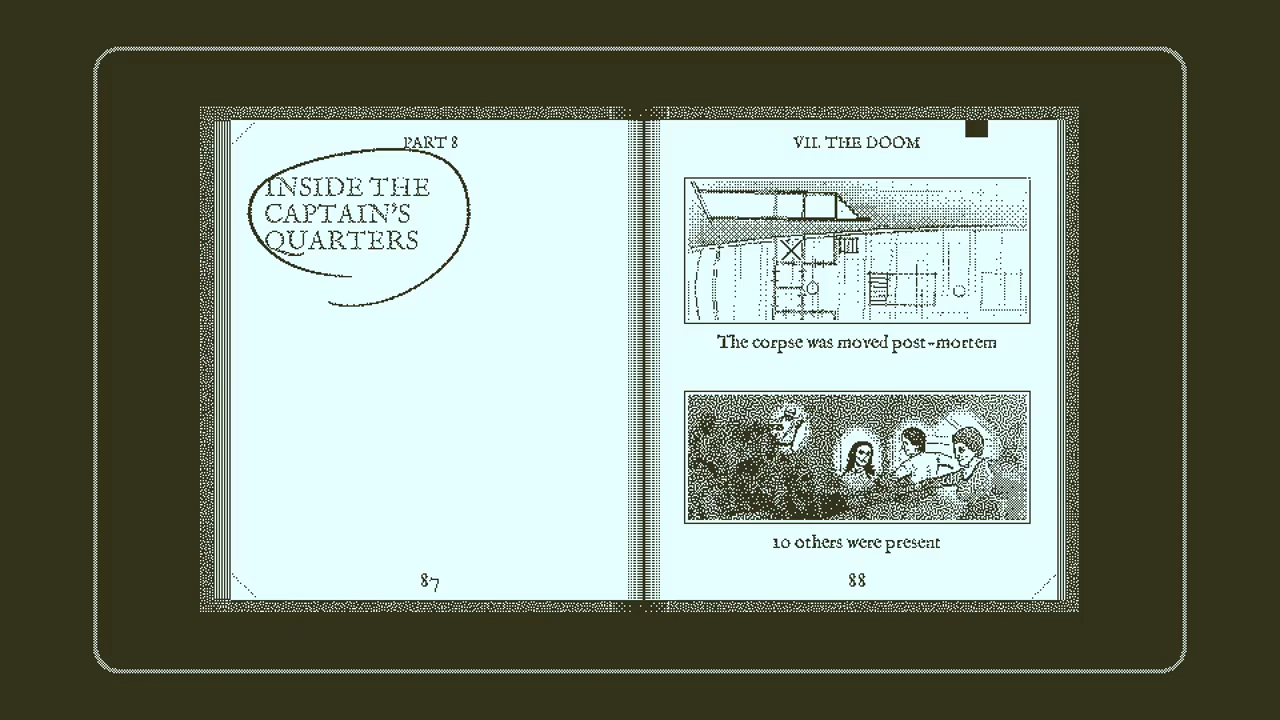 PART 8
INSIDE THE
CAPTAIN'S
QUARTERS
87
VII. THE DOOM
The corpse was moved post-mortem
10 others were present
88